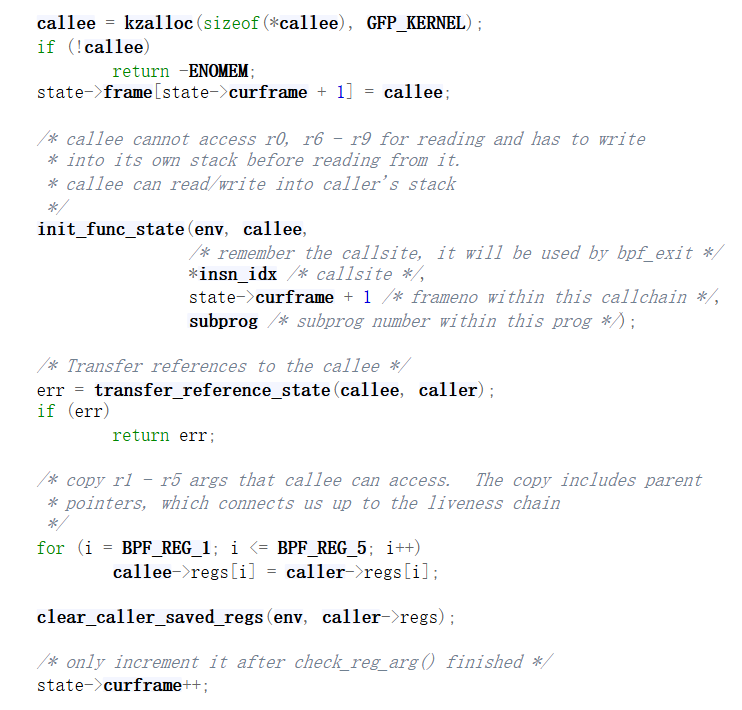 callee = kzalloc(sizeof(*callee), GFP_KERNEL);
if (!callee)
        return -ENOMEM;
state->frame[state->curframe + 1] = callee;

/* callee cannot access r0, r6 - r9 for reading and has to write
 * into its own stack before reading from it.
 * callee can read/write into caller's stack
 */
init_func_state(env, callee,
                /* remember the callsite, it will be used by bpf_exit */
                *insn_idx /* callsite */,
                state->curframe + 1 /* frameno within this callchain */,
                subprog /* subprog number within this prog */);

/* Transfer references to the callee */
err = transfer_reference_state(callee, caller);
if (err)
        return err;

/* copy r1 - r5 args that callee can access.  The copy includes parent
 * pointers, which connects us up to the liveness chain
 */
for (i = BPF_REG_1; i <= BPF_REG_5; i++)
        callee->regs[i] = caller->regs[i];

clear_caller_saved_regs(env, caller->regs);

/* only increment it after check_reg_arg() finished */
state->curframe++;